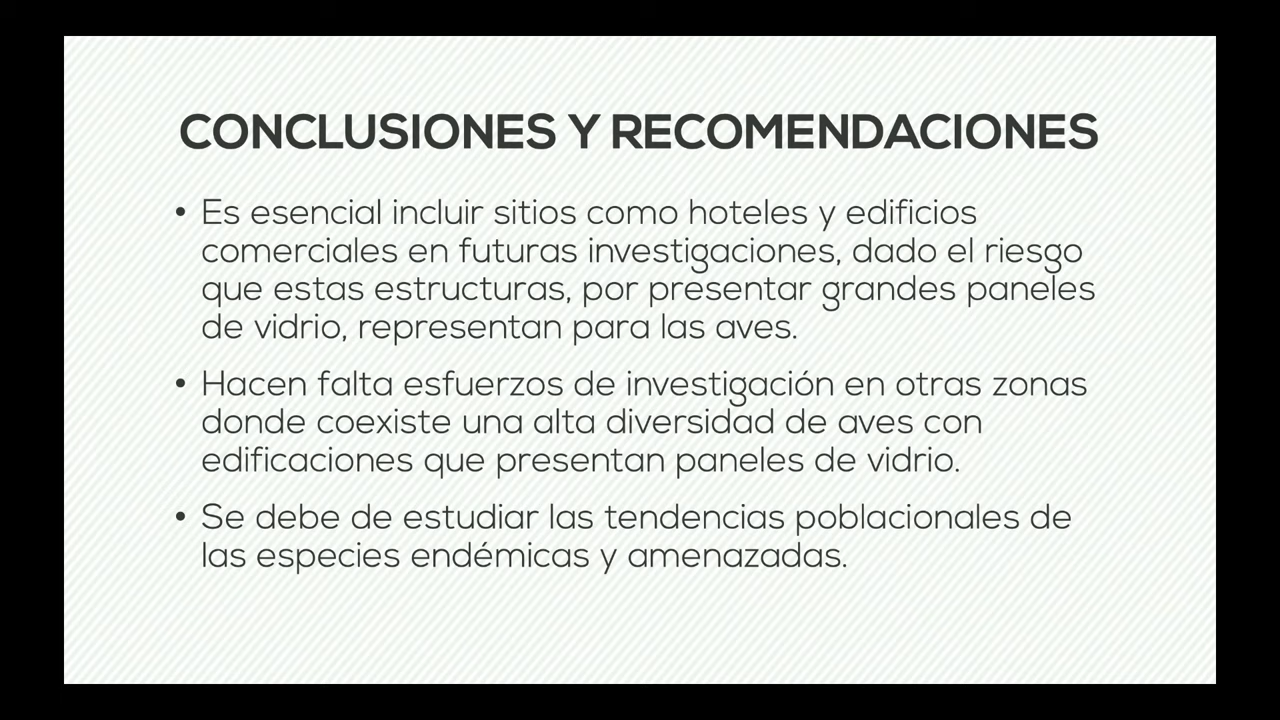 CONCLUSIONES Y RECOMENDACIONES
• Es esencial incluir sitios como hoteles y edificios
comerciales en futuras investigaciones, dado el riesgo
que estas estructuras, por presentar grandes paneles
de vidrio, representan para las aves.
• Hacen falta esfuerzos de investigación en otras zonas
donde coexiste una alta diversidad de aves con
edificaciones que presentan paneles de vidrio.
• Se debe de estudiar las tendencias poblacionales de
las especies endémicas y amenazadas.